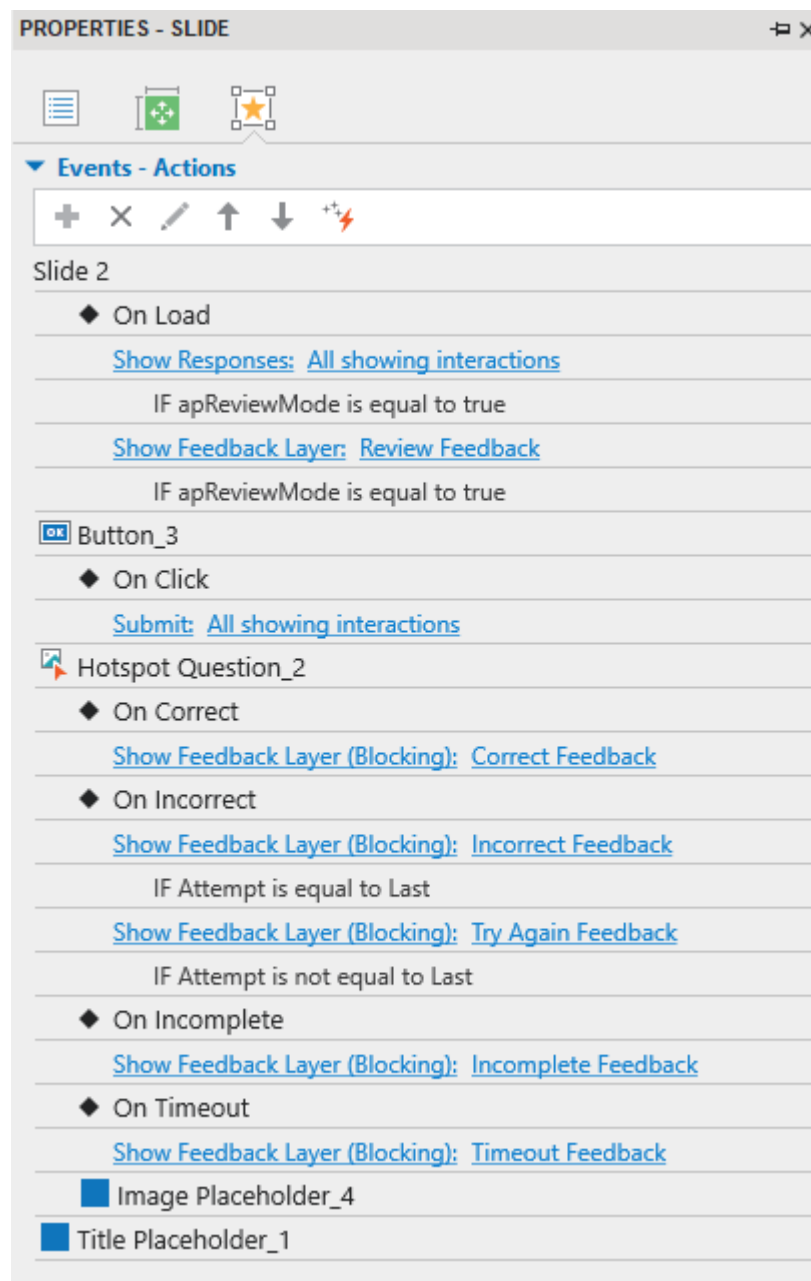 PROPERTIES - SLIDE
Events - Actions
Slide 2
On Load
Show Responses: All showing interactions
IF apReviewMode is equal to true
Show Feedback Layer: Review Feedback
IF apReviewMode is equal to true
OK Button_3
On Click
Submit: All showing interactions
Hotspot Question_2
On Correct
Show Feedback Layer (Blocking): Correct Feedback
On Incorrect
Show Feedback Layer (Blocking): Incorrect Feedback
IF Attempt is equal to Last
Show Feedback Layer (Blocking): Try Again Feedback
IF Attempt is not equal to Last
On Incomplete
Show Feedback Layer (Blocking): Incomplete Feedback
On Timeout
Show Feedback Layer (Blocking): Timeout Feedback
Image Placeholder_4
Title Placeholder_1